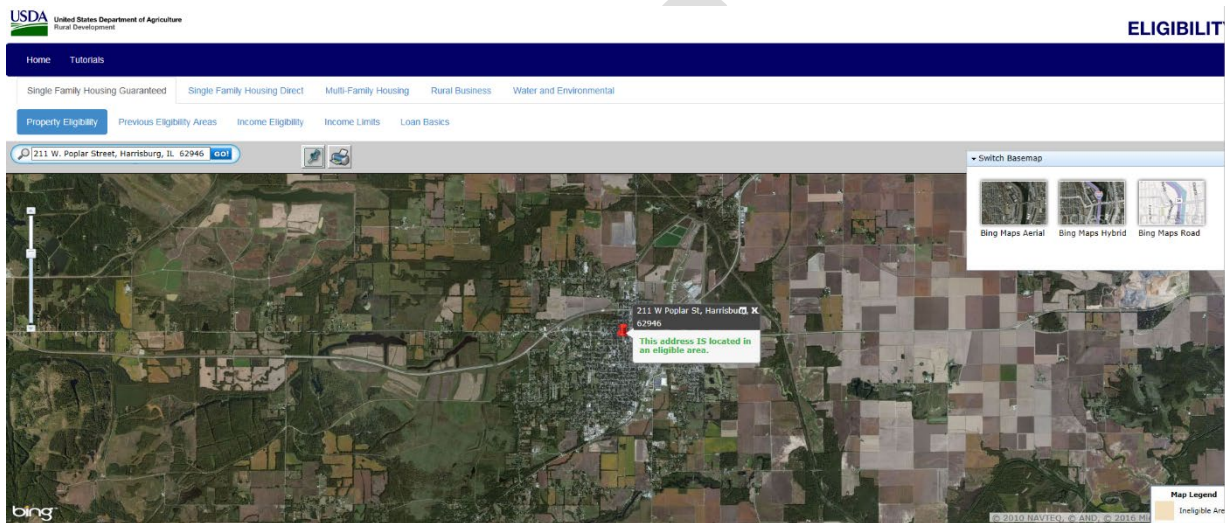 USDA United States Department of Agriculture
Rural Development
ELIGIBILIT
Home Tutorials
Single Family Housing Guaranteed Single Family Housing Direct Multi-Family Housing Rural Business Water and Environmental
Property Eligibility Previous Eligibility Areas Income Eligibility Income Limits Loan Basics
211 W. Poplar Street, Harrisburg, IL 62946 GO!
Switch Basemap
Bing Maps Aerial Bing Maps Hybrid Bing Maps Road
211 W Poplar St, Harrisburg, X
62946
This address IS located in
an eligible area.
Map Legend
Ineligible Are
bing
© 2010 NAVTEQ, © AND, © 2016 Mi